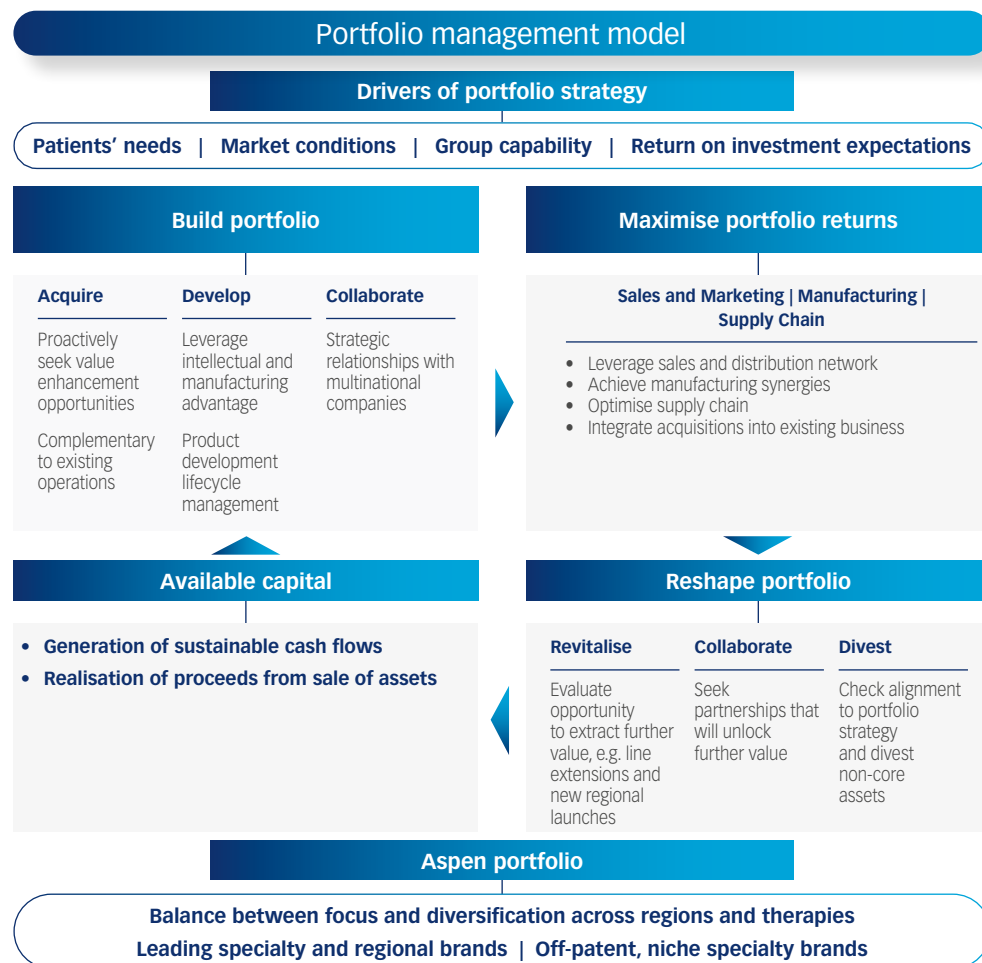 Portfolio management model
Drivers of portfolio strategy
Patients' needs | Market conditions | Group capability | Return on investment expectations
Build portfolio
Acquire
Proactively
seek value
enhancement
opportunities
Complementary
to existing
operations
Develop
Leverage
intellectual and
manufacturing
advantage
Product
development
lifecycle
management
Collaborate
Strategic
relationships with
multinational
companies
Maximise portfolio returns
Sales and Marketing | Manufacturing |
Supply Chain
• Leverage sales and distribution network
• Achieve manufacturing synergies
• Optimise supply chain
• Integrate acquisitions into existing business
Reshape portfolio
Revitalise
Evaluate
opportunity
to extract further
value, e.g. line
extensions and
new regional
launches
Collaborate
Seek
partnerships that
will unlock
further value
Divest
Check alignment
to portfolio
strategy
and divest
non-core
assets
Available capital
• Generation of sustainable cash flows
• Realisation of proceeds from sale of assets
Aspen portfolio
Balance between focus and diversification across regions and therapies
Leading specialty and regional brands | Off-patent, niche specialty brands